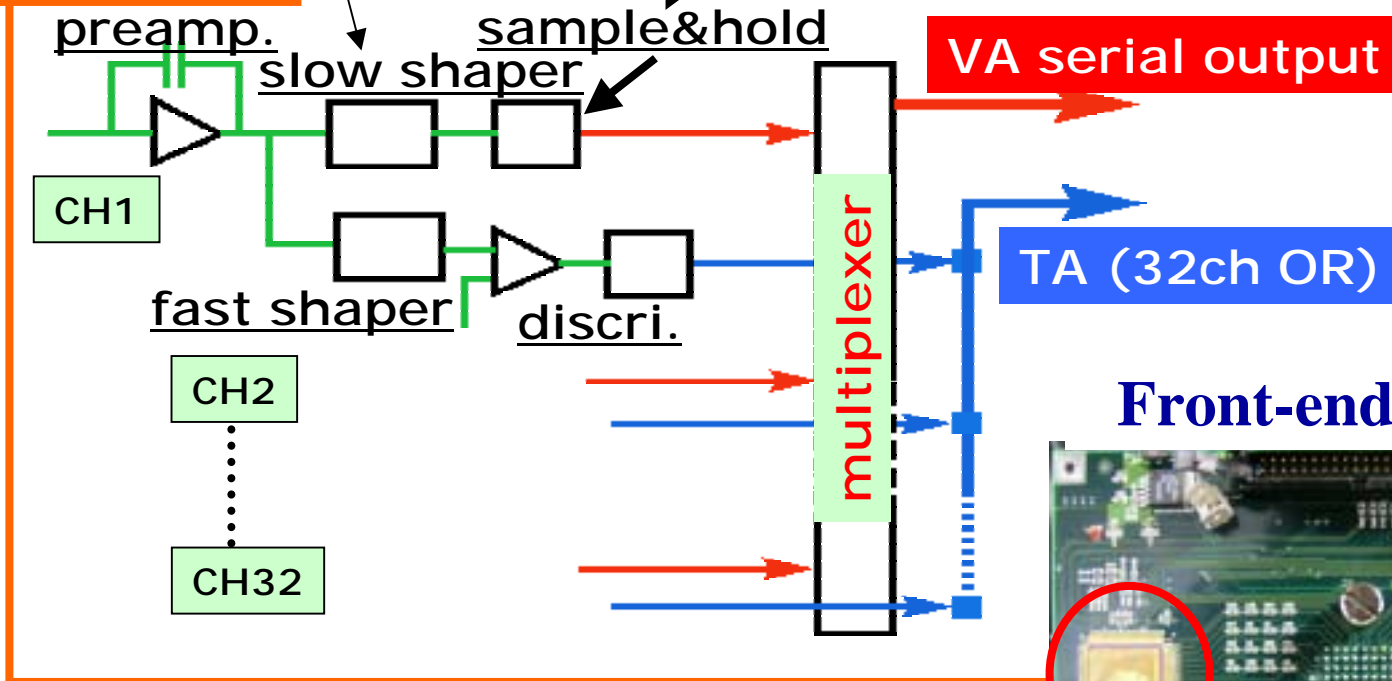 preamp.
slow shaper
sample&hold
VA serial output
CH1
fast shaper
discri.
multiplexer
TA (32ch OR)
CH2
CH32
Front-end